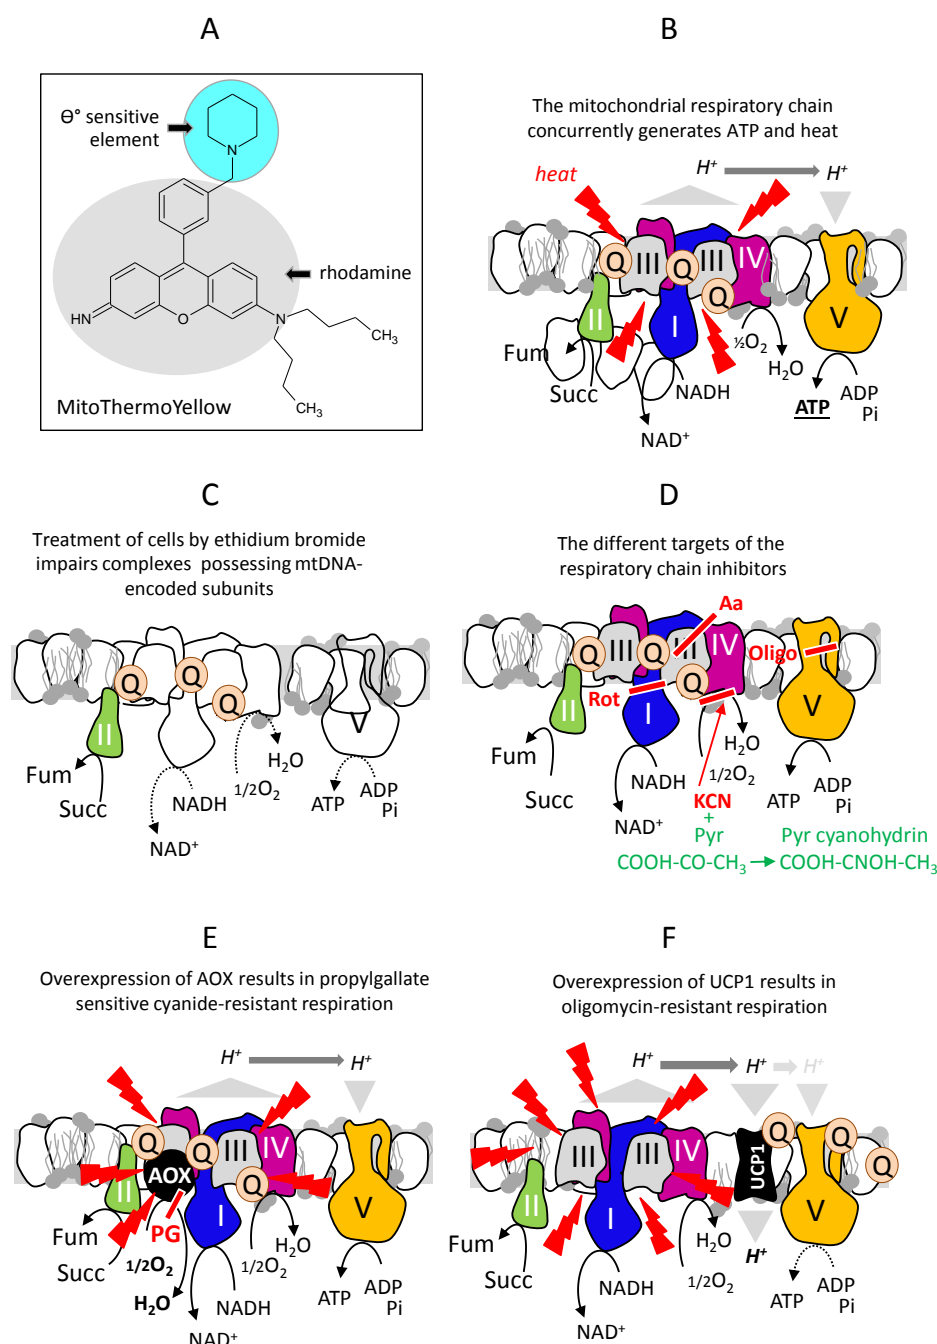 A
ϴ° sensitive
element
N
rhodamine
HN
O
N
CH3
CH3
MitoThermoYellow
B
The mitochondrial respiratory chain
concurrently generates ATP and heat
H+
H+
heat
Q
III
Q
III
IV
Q
II
I
V
½O2
Fum
H2O
Succ
NADH
ADP
ATP
Pi
NAD+
C
Treatment of cells by ethidium bromide
impairs complexes possessing mtDNA-
encoded subunits
Q
Q
Q
II
V
H2O
Fum
1/2O2
Succ
NADH
ATP
ADP
Pi
NAD+
D
The different targets of the
respiratory chain inhibitors
Aa
Q
III
Q
III
IV
Oligo
Rot
Q
II
I
V
H2O
Fum
1/2O2
Succ
NADH
ATP
ADP
KCN
Pi
NAD+
+
Pyr
Pyr cyanohydrin
COOH-CO-CH3
COOH-CNOH-CH3
E
Overexpression of AOX results in propylgallate
sensitive cyanide-resistant respiration
H+
H+
Q
Q
III
IV
AOX
II
Q
I
V
PG
Fum
H2O
Succ
1/2O2
1/2O2
ADP
H2O
NADH
ATP
Pi
NAD+
F
Overexpression of UCP1 results in
oligomycin-resistant respiration
H+
H+
H+
Q
Q
III
III
IV
UCP1
Q
II
I
V
Fum
H2O
H+
Succ
NADH
1/2O2
ADP
ATP
Pi
NAD+